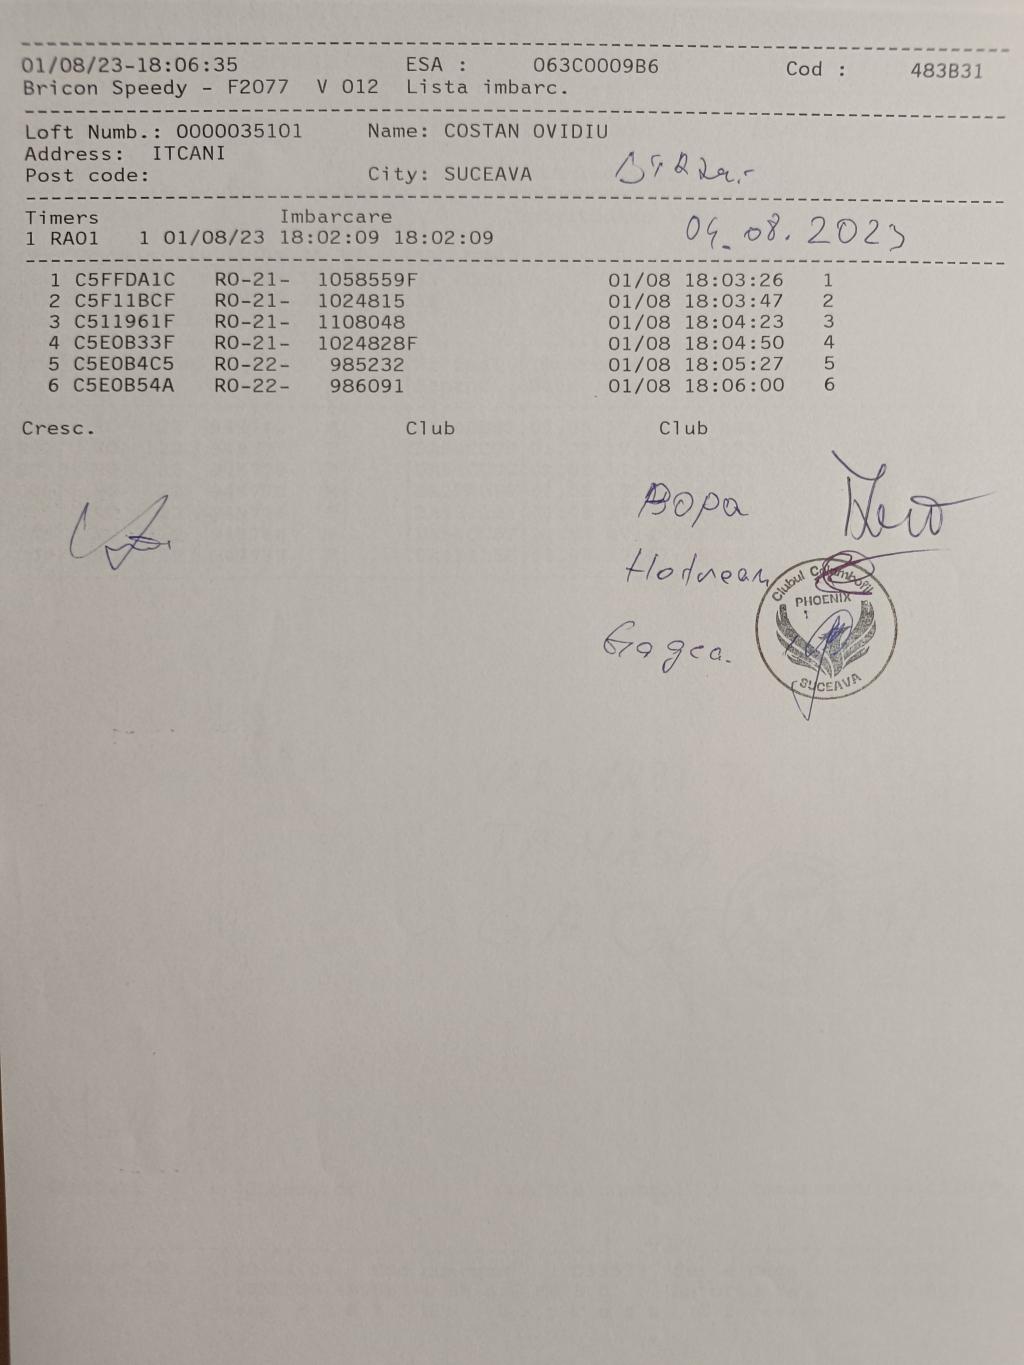 01/08/23-18:06:35 ESA : 063C0009B6 Cod : 483B31
Bricon Speedy - F2077 V 012 Lista imbarc.
Loft Numb.: 0000035101 Name: COSTAN OVIDIU
Address: ITCANI
Post code: City: SUCEAVA
Timers Imbarcare
1 RA01 1 01/08/23 18:02:09 18:02:09
04.08.2023
1 C5FFDA1C RO-21- 1058559F 01/08 18:03:26 1
2 C5F11BCF RO-21- 1024815 01/08 18:03:47 2
3 C511961F RO-21- 1108048 01/08 18:04:23 3
4 C5E0B33F RO-21- 1024828F 01/08 18:04:50 4
5 C5E0B4C5 RO-22- 985232 01/08 18:05:27 5
6 C5E0B54A RO-22- 986091 01/08 18:06:00 6
Cresc. Club Club
Clubul Columbofil
PHOENIX
1
SUCEAVA
Gagea.